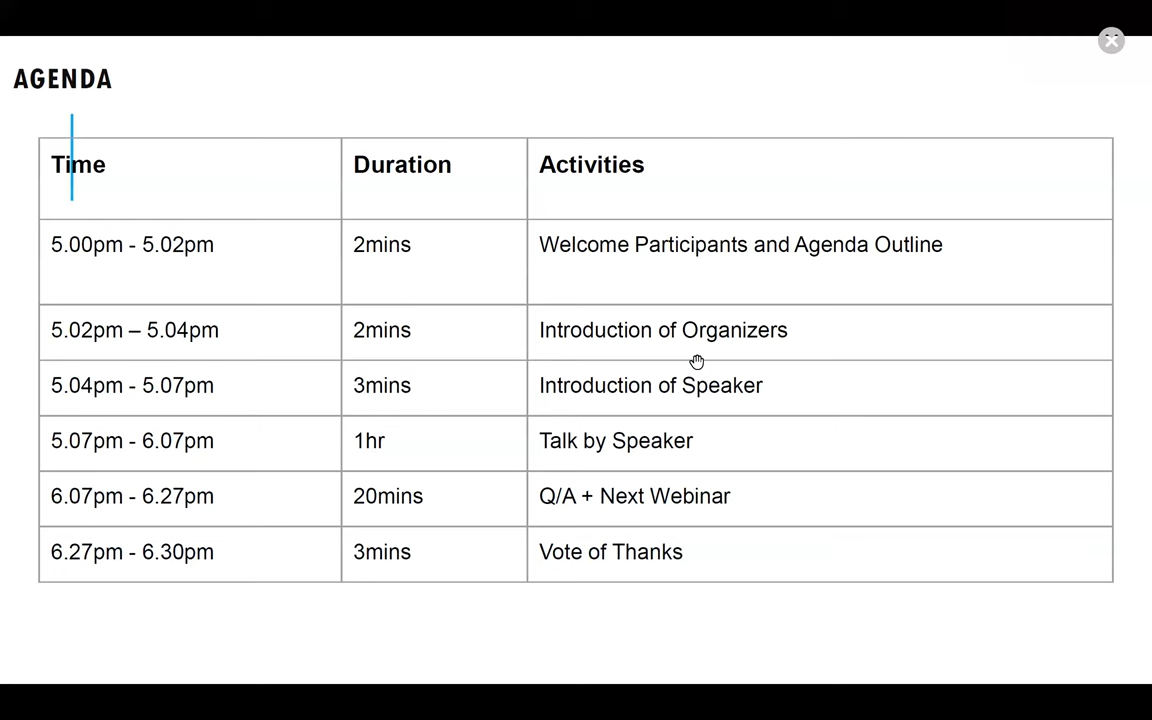 AGENDA
Time Duration Activities
5.00pm - 5.02pm 2mins Welcome Participants and Agenda Outline
5.02pm – 5.04pm 2mins Introduction of Organizers
5.04pm - 5.07pm 3mins Introduction of Speaker
5.07pm - 6.07pm 1hr Talk by Speaker
6.07pm - 6.27pm 20mins Q/A + Next Webinar
6.27pm - 6.30pm 3mins Vote of Thanks